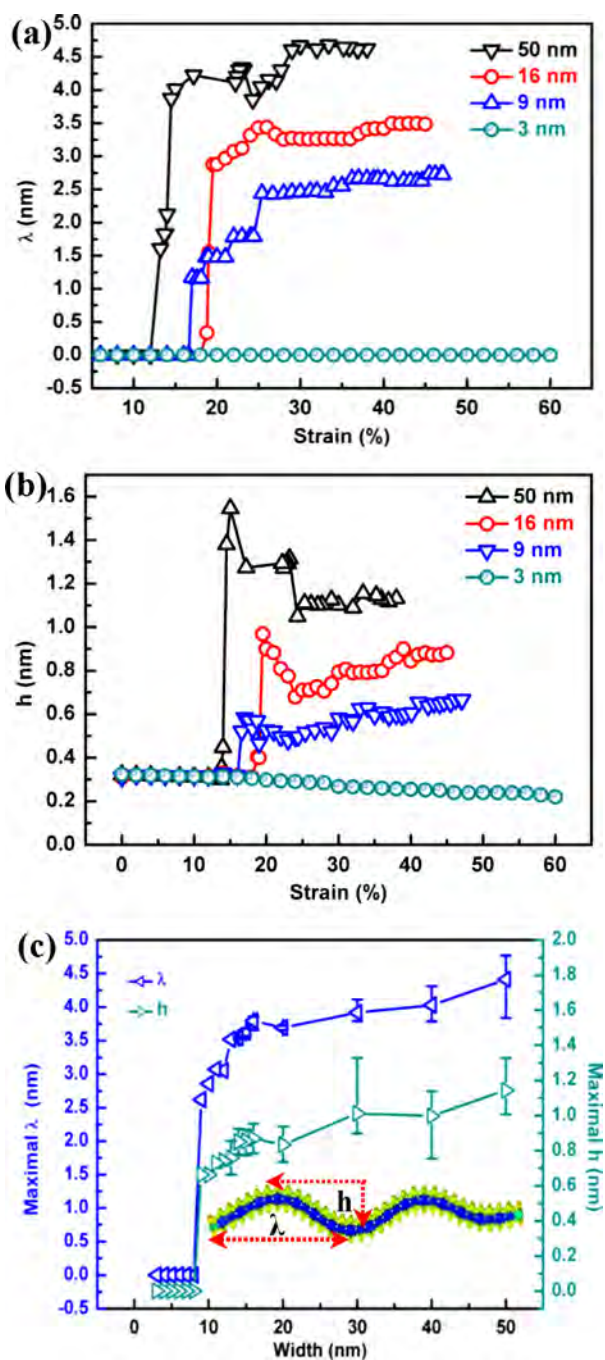 (a)
5.0
4.5
4.0
3.5
3.0
2.5
2.0
1.5
1.0
0.5
0.0
-0.5
λ (nm)
50 nm
16 nm
9 nm
3 nm
10 20 30 40 50 60
Strain (%)
(b)
1.6
1.4
1.2
1.0
0.8
0.6
0.4
0.2
0.0
h (nm)
50 nm
16 nm
9 nm
3 nm
0 10 20 30 40 50 60
Strain (%)
(c)
5.0
4.5
4.0
3.5
3.0
2.5
2.0
1.5
1.0
0.5
0.0
-0.5
Maximal λ (nm)
λ
h
h
λ
2.0
1.8
1.6
1.4
1.2
1.0
0.8
0.6
0.4
0.2
0.0
Maximal h (nm)
0 10 20 30 40 50
Width (nm)